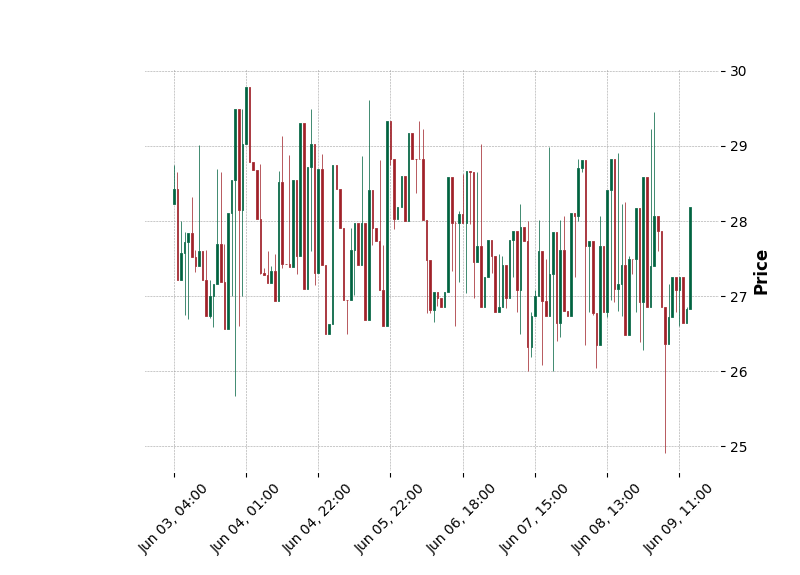 30
29
28
27
26
25
Price
Jun 03, 04:00
Jun 04, 01:00
Jun 04, 22:00
Jun 05, 22:00
Jun 06, 18:00
Jun 07, 15:00
Jun 08, 13:00
Jun 09, 11:00